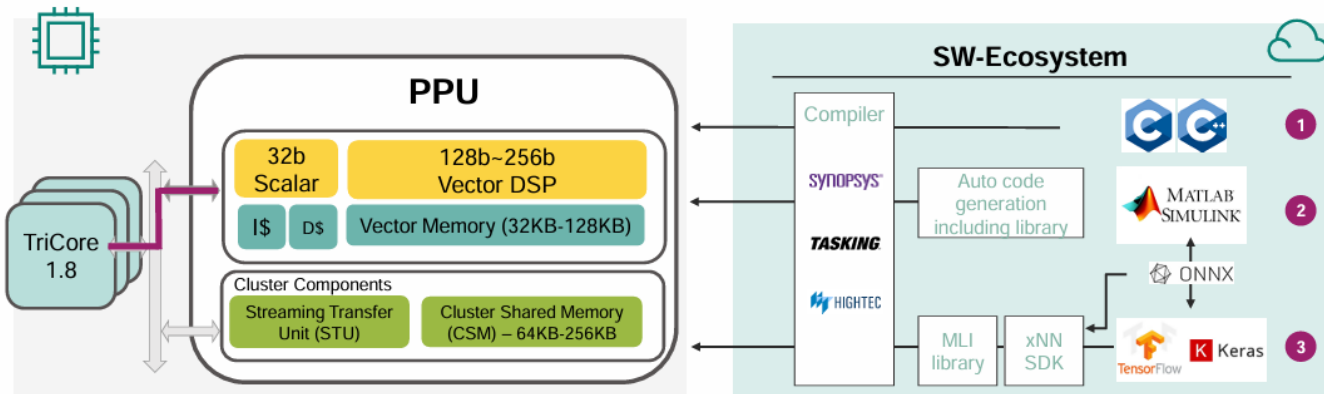 PPU
32b
Scalar
128b~256b
Vector DSP
I$
D$
Vector Memory (32KB-128KB)
TriCore
1.8
Cluster Components
Streaming Transfer
Unit (STU)
Cluster Shared Memory
(CSM) – 64KB-256KB
SW-Ecosystem
Compiler
SYNOPSYS®
TASKING
HIGHTEC
C
C++
1
Auto code
generation
including library
MATLAB
SIMULINK
2
ONNX
MLI
library
xNN
SDK
TensorFlow
K Keras
3